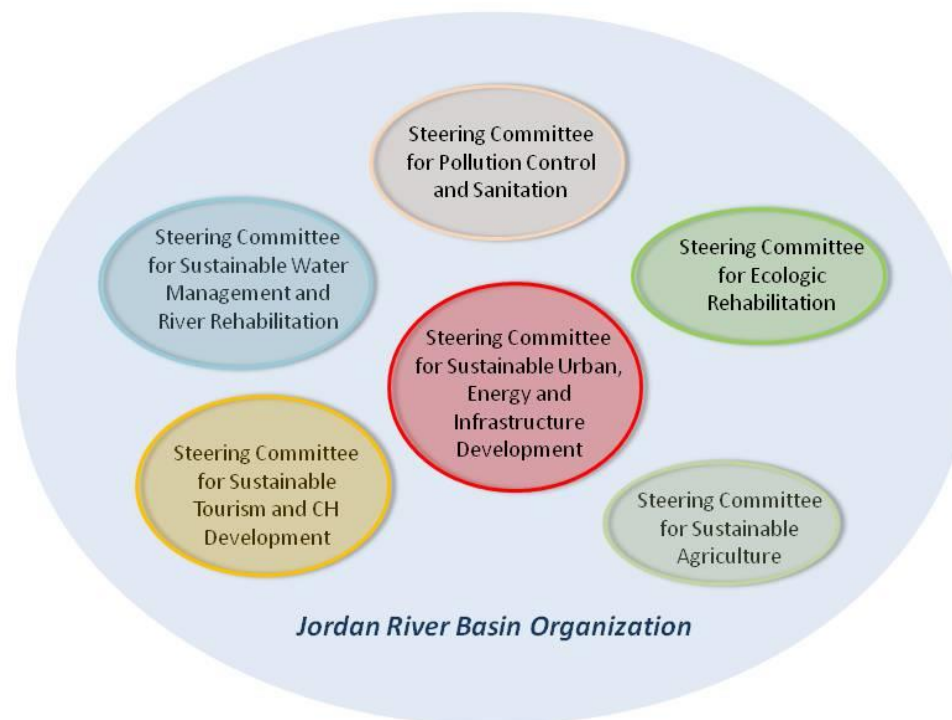 Steering Committee
for Pollution Control
and Sanitation
Steering Committee
for Sustainable Water
Management and
River Rehabilitation
Steering Committee
for Ecologic
Rehabilitation
Steering Committee
for Sustainable Urban,
Energy and
Infrastructure
Development
Steering Committee
for Sustainable
Tourism and CH
Development
Steering Committee
for Sustainable
Agriculture
Jordan River Basin Organization